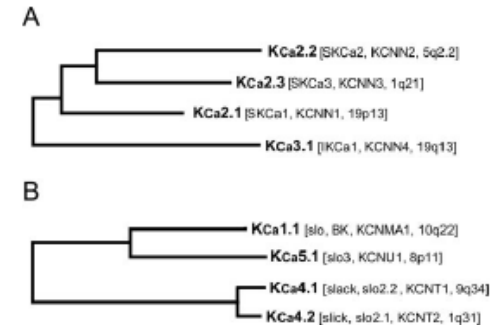 A
KCa2.2 [SKCa2, KCNN2, 5q2.2]
KCa2.3 [SKCa3, KCNN3, 1q21]
KCa2.1 [SKCa1, KCNN1, 19p13]
KCa3.1 [IKCa1, KCNN4, 19q13]
B
KCa1.1 [slo, BK, KCNMA1, 10q22]
KCa5.1 [slo3, KCNU1, 8p11]
KCa4.1 [slack, slo2.2, KCNT1, 9q34]
KCa4.2 [slick, slo2.1, KCNT2, 1q31]